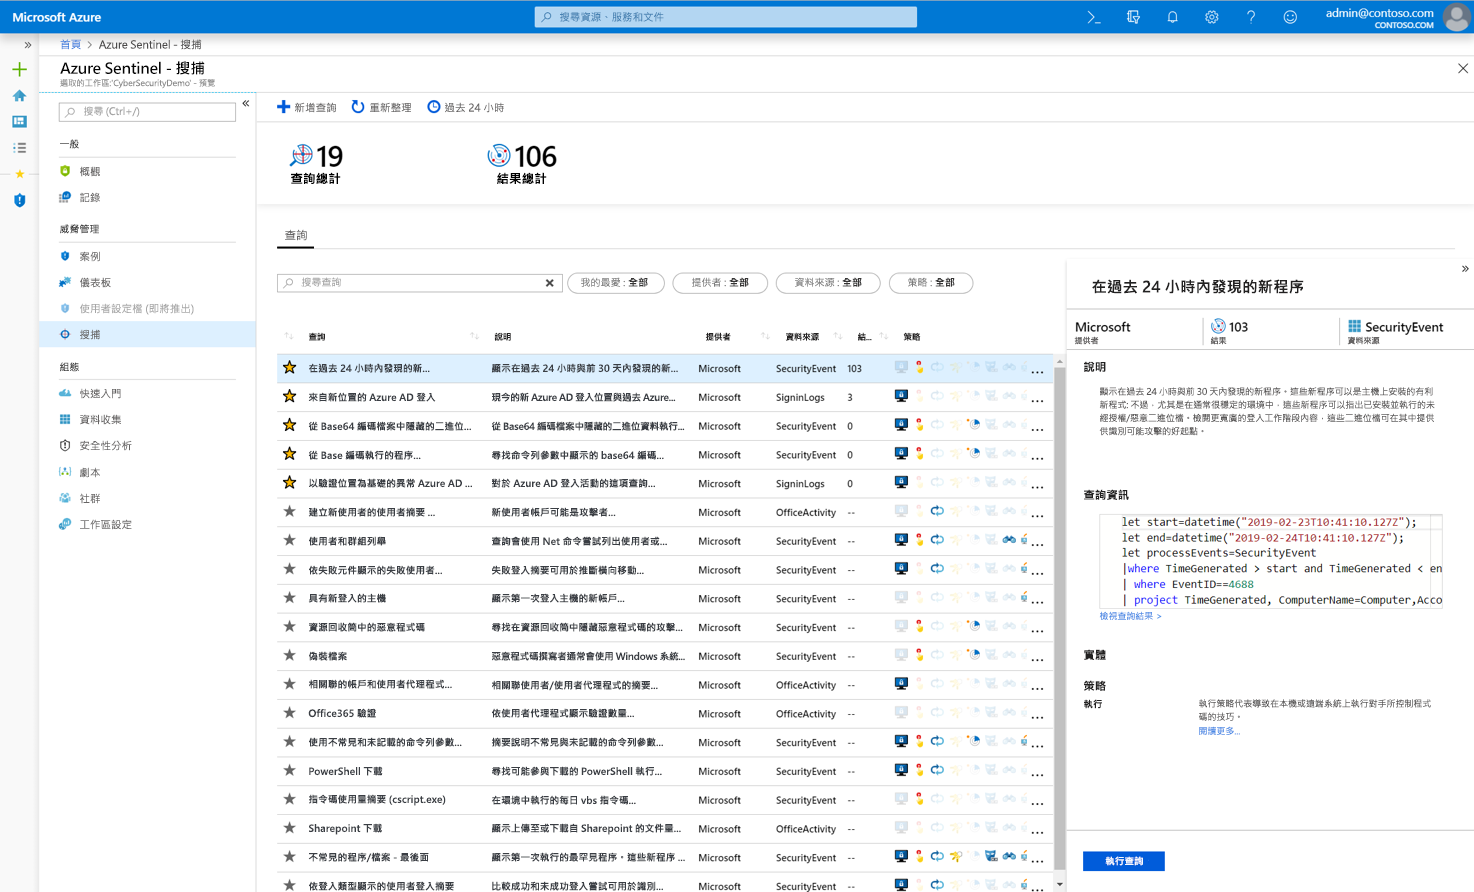 Microsoft Azure
搜尋資源、服務和文件
admin@contoso.com
CONTOSO.COM
首頁 > Azure Sentinel - 搜捕
Azure Sentinel - 搜捕
選取的工作區:'CyberSecurityDemo' - 預覽
搜尋 (Ctrl+/)
一般
概觀
記錄
威脅管理
案例
儀表板
使用者設定檔 (即將推出)
搜捕
組態
快速入門
資料收集
安全性分析
劇本
社群
工作區設定
新增查詢 重新整理 過去 24 小時
19
查詢總計
106
結果總計
查詢
搜尋查詢 我的最愛 : 全部 提供者 : 全部 資料來源 : 全部 策略 : 全部
查詢 說明 提供者 資料來源 結... 策略
在過去 24 小時內發現的新... 顯示在過去 24 小時與前 30 天內發現的新... Microsoft SecurityEvent 103 ...
來自新位置的 Azure AD 登入 現今的新 Azure AD 登入位置與過去 Azure... Microsoft SigninLogs 3 ...
從 Base64 編碼檔案中隱藏的二進位... 從 Base64 編碼檔案中隱藏的二進位資料執行... Microsoft SecurityEvent 0 ...
從 Base 編碼執行的程序... 尋找命令列參數中顯示的 base64 編碼... Microsoft SecurityEvent 0 ...
以驗證位置為基礎的異常 Azure AD ... 對於 Azure AD 登入活動的這項查詢... Microsoft SigninLogs 0 ...
建立新使用者的使用者摘要 ... 新使用者帳戶可能是攻擊者... Microsoft OfficeActivity -- ...
使用者和群組列舉 查詢會使用 Net 命令嘗試列出使用者或... Microsoft SecurityEvent -- ...
依失敗元件顯示的失敗使用者... 失敗登入摘要可用於推斷橫向移動... Microsoft SecurityEvent -- ...
具有新登入的主機 顯示第一次登入主機的新帳戶... Microsoft SecurityEvent -- ...
資源回收筒中的惡意程式碼 尋找在資源回收筒中隱藏惡意程式碼的攻擊... Microsoft SecurityEvent -- ...
偽裝檔案 惡意程式碼撰寫者通常會使用 Windows 系統... Microsoft SecurityEvent -- ...
相關聯的帳戶和使用者代理程式... 相關聯使用者/使用者代理程式的摘要... Microsoft OfficeActivity -- ...
Office365 驗證 依使用者代理程式顯示驗證數量... Microsoft OfficeActivity -- ...
使用不常見和未記載的命令列參數... 摘要說明不常見與未記載的命令列參數... Microsoft SecurityEvent -- ...
PowerShell 下載 尋找可能參與下載的 PowerShell 執行... Microsoft SecurityEvent -- ...
指令碼使用量摘要 (cscript.exe) 在環境中執行的每日 vbs 指令碼... Microsoft SecurityEvent -- ...
Sharepoint 下載 顯示上傳至或下載自 Sharepoint 的文件量... Microsoft OfficeActivity -- ...
不常見的程序/檔案 - 最後面 顯示第一次執行的最罕見程序。這些新程序 ... Microsoft SecurityEvent -- ...
依登入類型顯示的使用者登入摘要 比較成功和未成功登入嘗試可用於識別... Microsoft SecurityEvent -- ...
在過去 24 小時內發現的新程序
Microsoft
提供者
103
結果
SecurityEvent
資料來源
說明
顯示在過去 24 小時與前 30 天內發現的新程序。這些新程序可以是主機上安裝的有利
新程式; 不過，尤其是在通常很穩定的環境中，這些新程序可以指出已安裝並執行的未
經授權/惡意二進位檔。檢閱更寬廣的登入工作階段內容，這些二進位檔可在其中提供
供識別可能攻擊的好起點。
查詢資訊
let start=datetime("2019-02-23T10:41:10.127Z");
let end=datetime("2019-02-24T10:41:10.127Z");
let processEvents=SecurityEvent
|where TimeGenerated > start and TimeGenerated < en
| where EventID==4688
| project TimeGenerated, ComputerName=Computer,Acco
檢視查詢結果 >
實體
策略
執行
執行策略代表導致在本機或遠端系統上執行對手所控制程式
碼的技巧。
閱讀更多...
執行查詢